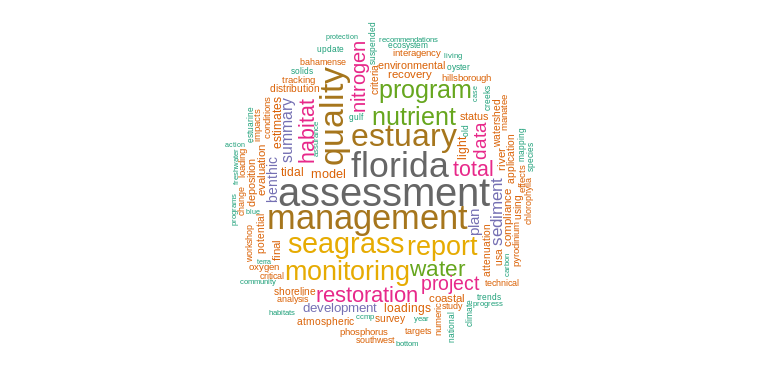 protection
suspended
recommendations
update
ecosystem
interagency
living
bahamense
environmental
oyster
solids
nitrogen
recovery
tracking
criteria
hillsborough
distribution
program
case
creeks
quality
conditions
impacts
estuarine
estimates
summary
habitat
assurance
gulf
nutrient
status
watershed
manatee
estuary
light
old
data
river
application
mapping
species
action
freshwater
loading
deposition
evaluation
benthic
tidal
model
florida
total
effects
programs
change
blue
assessment
sediment
compliance
using
chlorophylla
pyrodinium
management
plan
workshop
potential
final
seagrass
report
attenuation
usa
carbon
terra
oxygen
critical
community
monitoring
water
project
technical
shoreline
analysis
restoration
coastal
trends
progress
study
habitats
development
loadings
climate
ccmp
survey
year
numeric
national
atmospheric
phosphorus
targets
southwest
bottom